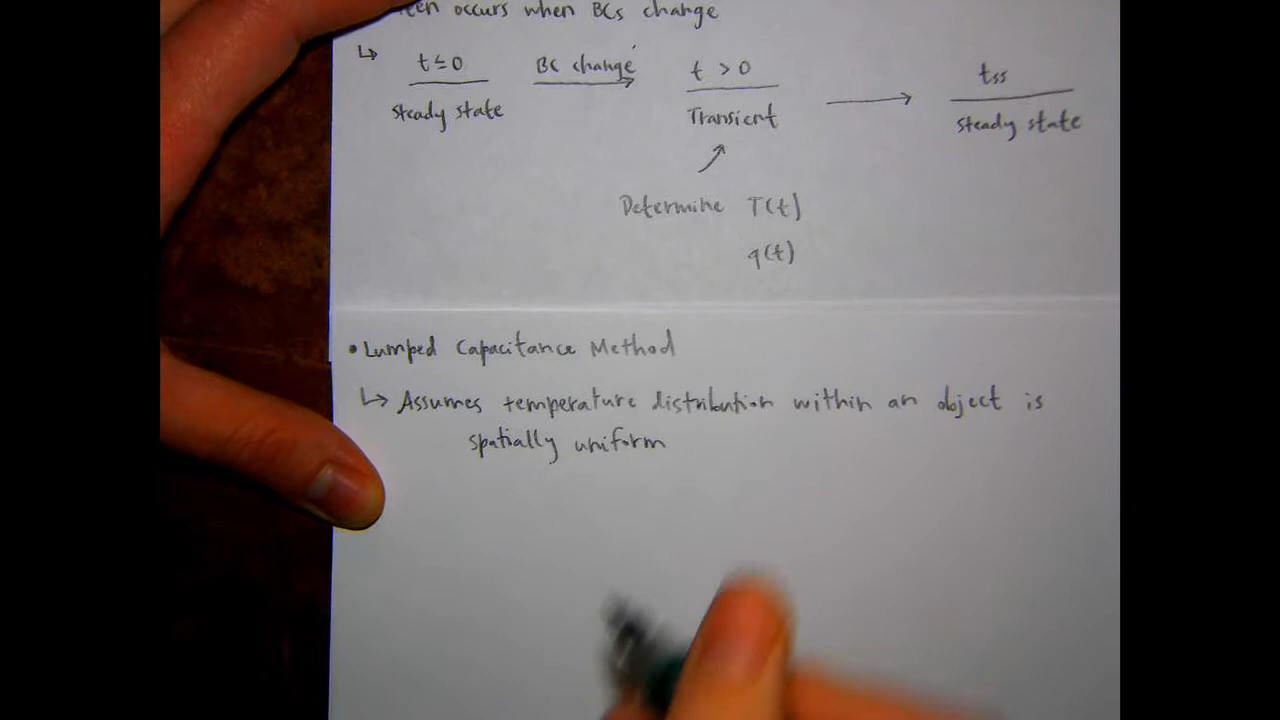 occurs when BCs change
↳ t≤0 BC change t > 0 tss
steady state Transient → steady state
Determine T(t)
q(t)
• Lumped Capacitance Method
↳ Assumes temperature distribution within an object is
spatially uniform